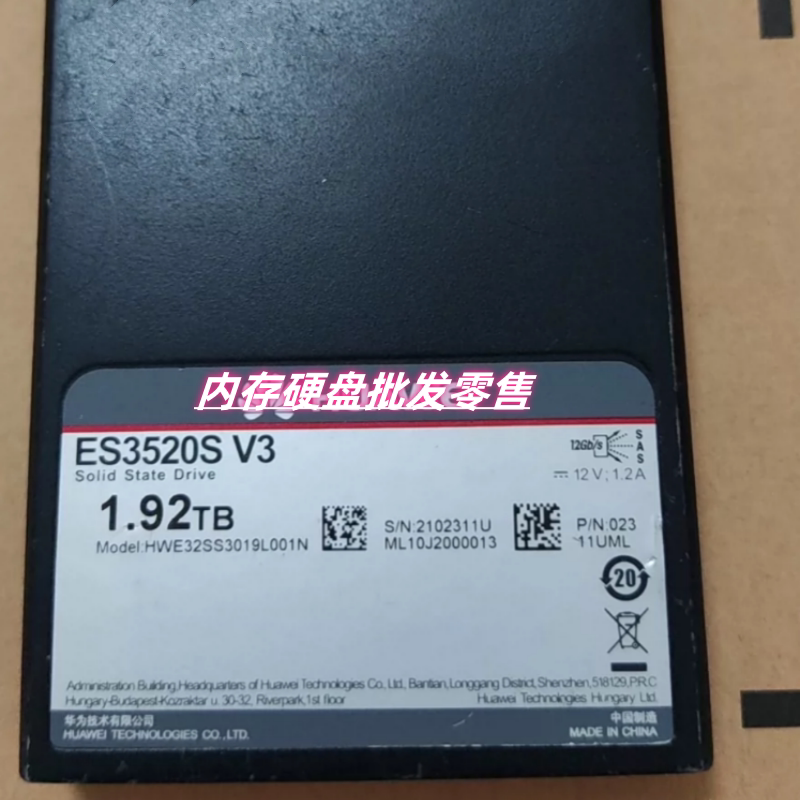 内存硬盘批发零售
ES3520S V3
Solid State Drive
12Gb/s
SAS
12V; 1.2A
1.92TB
Model:HWE32SS3019L001N
S/N:2102311U
ML10J2000013
P/N:023
11UML
20
Administration Building,Headquarters of Huawei Technologies Co., Ltd., Bantian,Longgang District, Shenzhen,518129,P.R.C
Hungary-Budapest-Kozraktar u. 30-32, Riverpark,1st floor
Huawei Technologies Hungary Ltd.
华为技术有限公司
中国制造
HUAWEI TECHNOLOGIES CO., LTD.
MADE IN CHINA